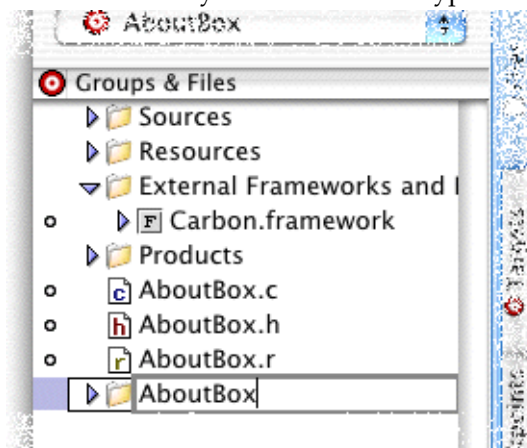 AboutBox
Groups & Files
Sources
Resources
External Frameworks and
Carbon.framework
Products
c AboutBox.c
h AboutBox.h
r AboutBox.r
AboutBox